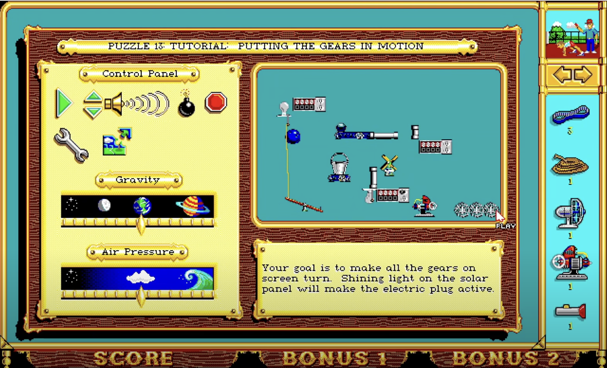 PUZZLE 13: TUTORIAL: PUTTING THE GEARS IN MOTION
Control Panel
Gravity
Air Pressure
PLAY
Your goal is to make all the gears on
screen turn. Shining light on the solar
panel will make the electric plug active.
3
1
1
1
1
SCORE
BONUS 1
BONUS 2